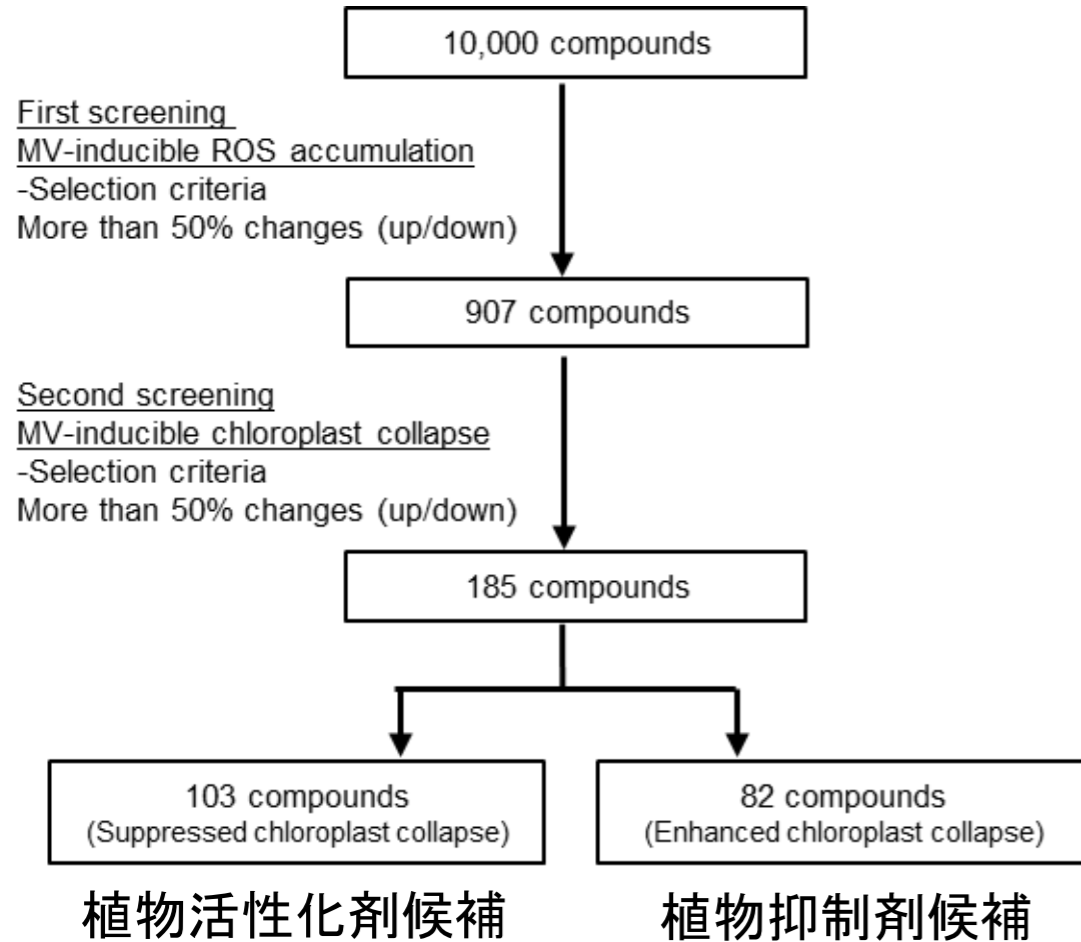 10,000 compounds
First screening
MV-inducible ROS accumulation
-Selection criteria
More than 50% changes (up/down)
907 compounds
Second screening
MV-inducible chloroplast collapse
-Selection criteria
More than 50% changes (up/down)
185 compounds
103 compounds
(Suppressed chloroplast collapse)
82 compounds
(Enhanced chloroplast collapse)
植物活性化剤候補
植物抑制剤候補